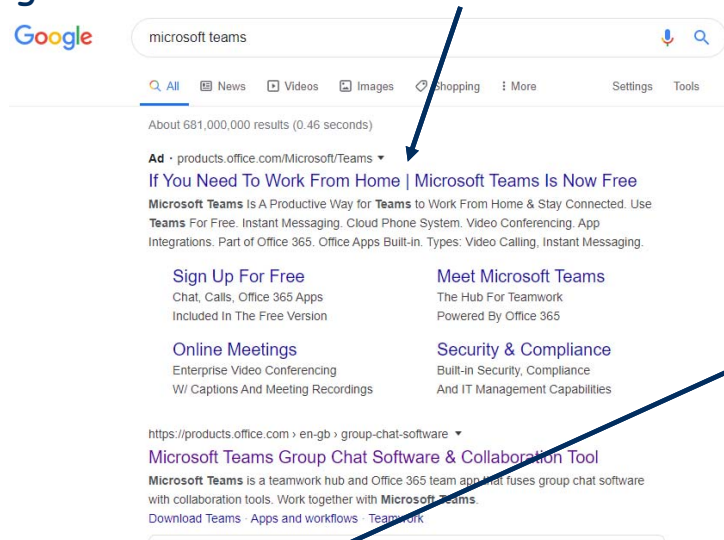 Google
microsoft teams
All News Videos Images Shopping More Settings Tools
About 681,000,000 results (0.46 seconds)
Ad · products.office.com/Microsoft/Teams
If You Need To Work From Home | Microsoft Teams Is Now Free
Microsoft Teams Is A Productive Way for Teams to Work From Home & Stay Connected. Use
Teams For Free. Instant Messaging. Cloud Phone System. Video Conferencing. App
Integrations. Part of Office 365. Office Apps Built-in. Types: Video Calling, Instant Messaging.
Sign Up For Free
Chat, Calls, Office 365 Apps
Included In The Free Version
Meet Microsoft Teams
The Hub For Teamwork
Powered By Office 365
Online Meetings
Enterprise Video Conferencing
W/ Captions And Meeting Recordings
Security & Compliance
Built-in Security, Compliance
And IT Management Capabilities
https://products.office.com › en-gb › group-chat-software
Microsoft Teams Group Chat Software & Collaboration Tool
Microsoft Teams is a teamwork hub and Office 365 team app that fuses group chat software
with collaboration tools. Work together with Microsoft Teams.
Download Teams · Apps and workflows · Teamwork